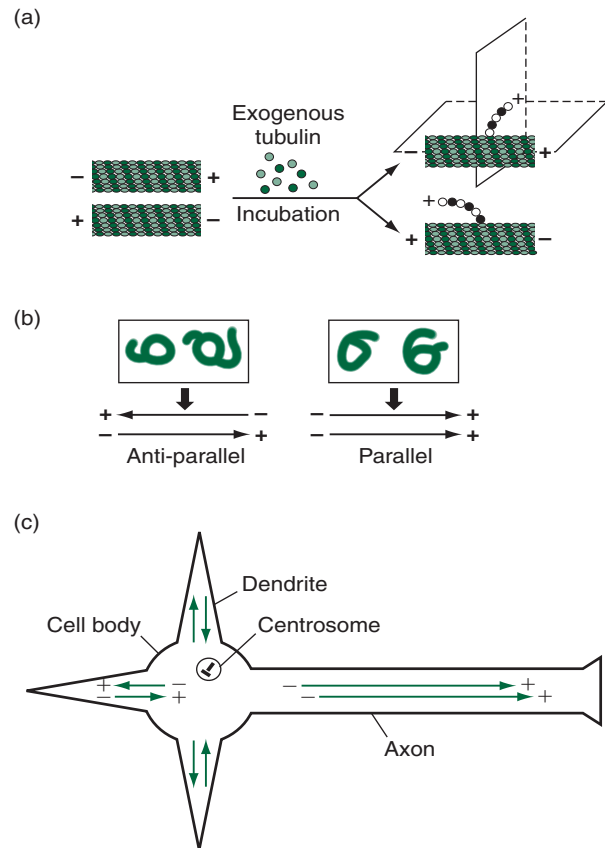 (a)
Exogenous
tubulin
Incubation
− +
+ −
+
− +
+
+ −
(b)
+ −
− +
Anti-parallel
− +
− +
Parallel
(c)
Dendrite
Cell body
Centrosome
+ −
− +
− +
− +
Axon